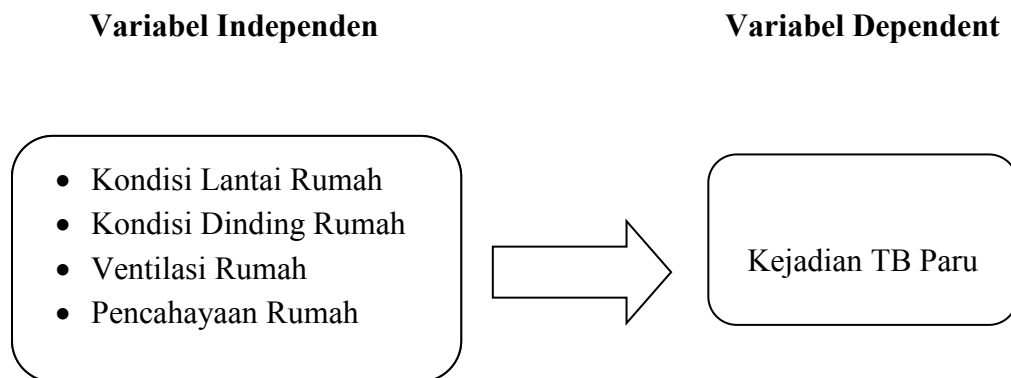 Variabel Independen
Variabel Dependent
• Kondisi Lantai Rumah
• Kondisi Dinding Rumah
• Ventilasi Rumah
• Pencahayaan Rumah
Kejadian TB Paru